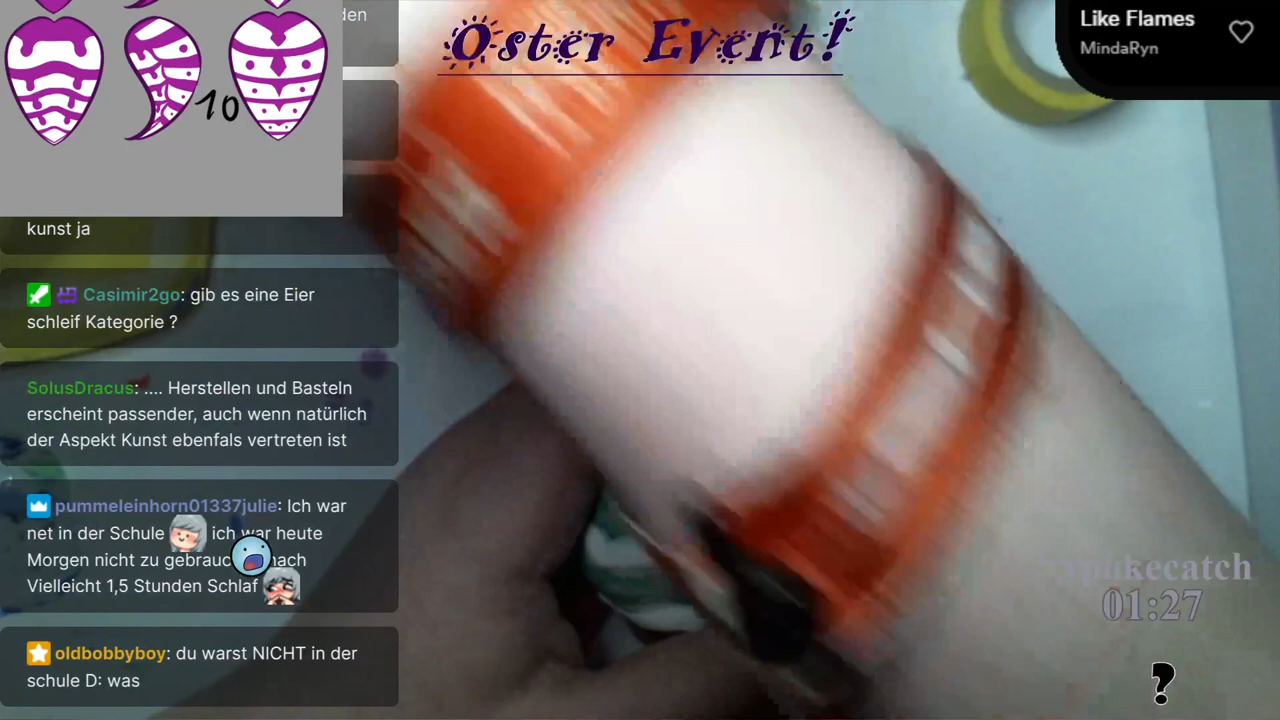 den
Oster Event!
Like Flames
MindaRyn
10
kunst ja
Casimir2go: gib es eine Eier
schleif Kategorie ?
SolusDracus: .... Herstellen und Basteln
erscheint passender, auch wenn natürlich
der Aspekt Kunst ebenfals vertreten ist
pummeleinhorn01337julie: Ich war
net in der Schule ich war heute
Morgen nicht zu gebrauc nach
Vielleicht 1,5 Stunden Schlaf
oldbobbyboy: du warst NICHT in der
schule D: was
!pokecatch
01:27
?